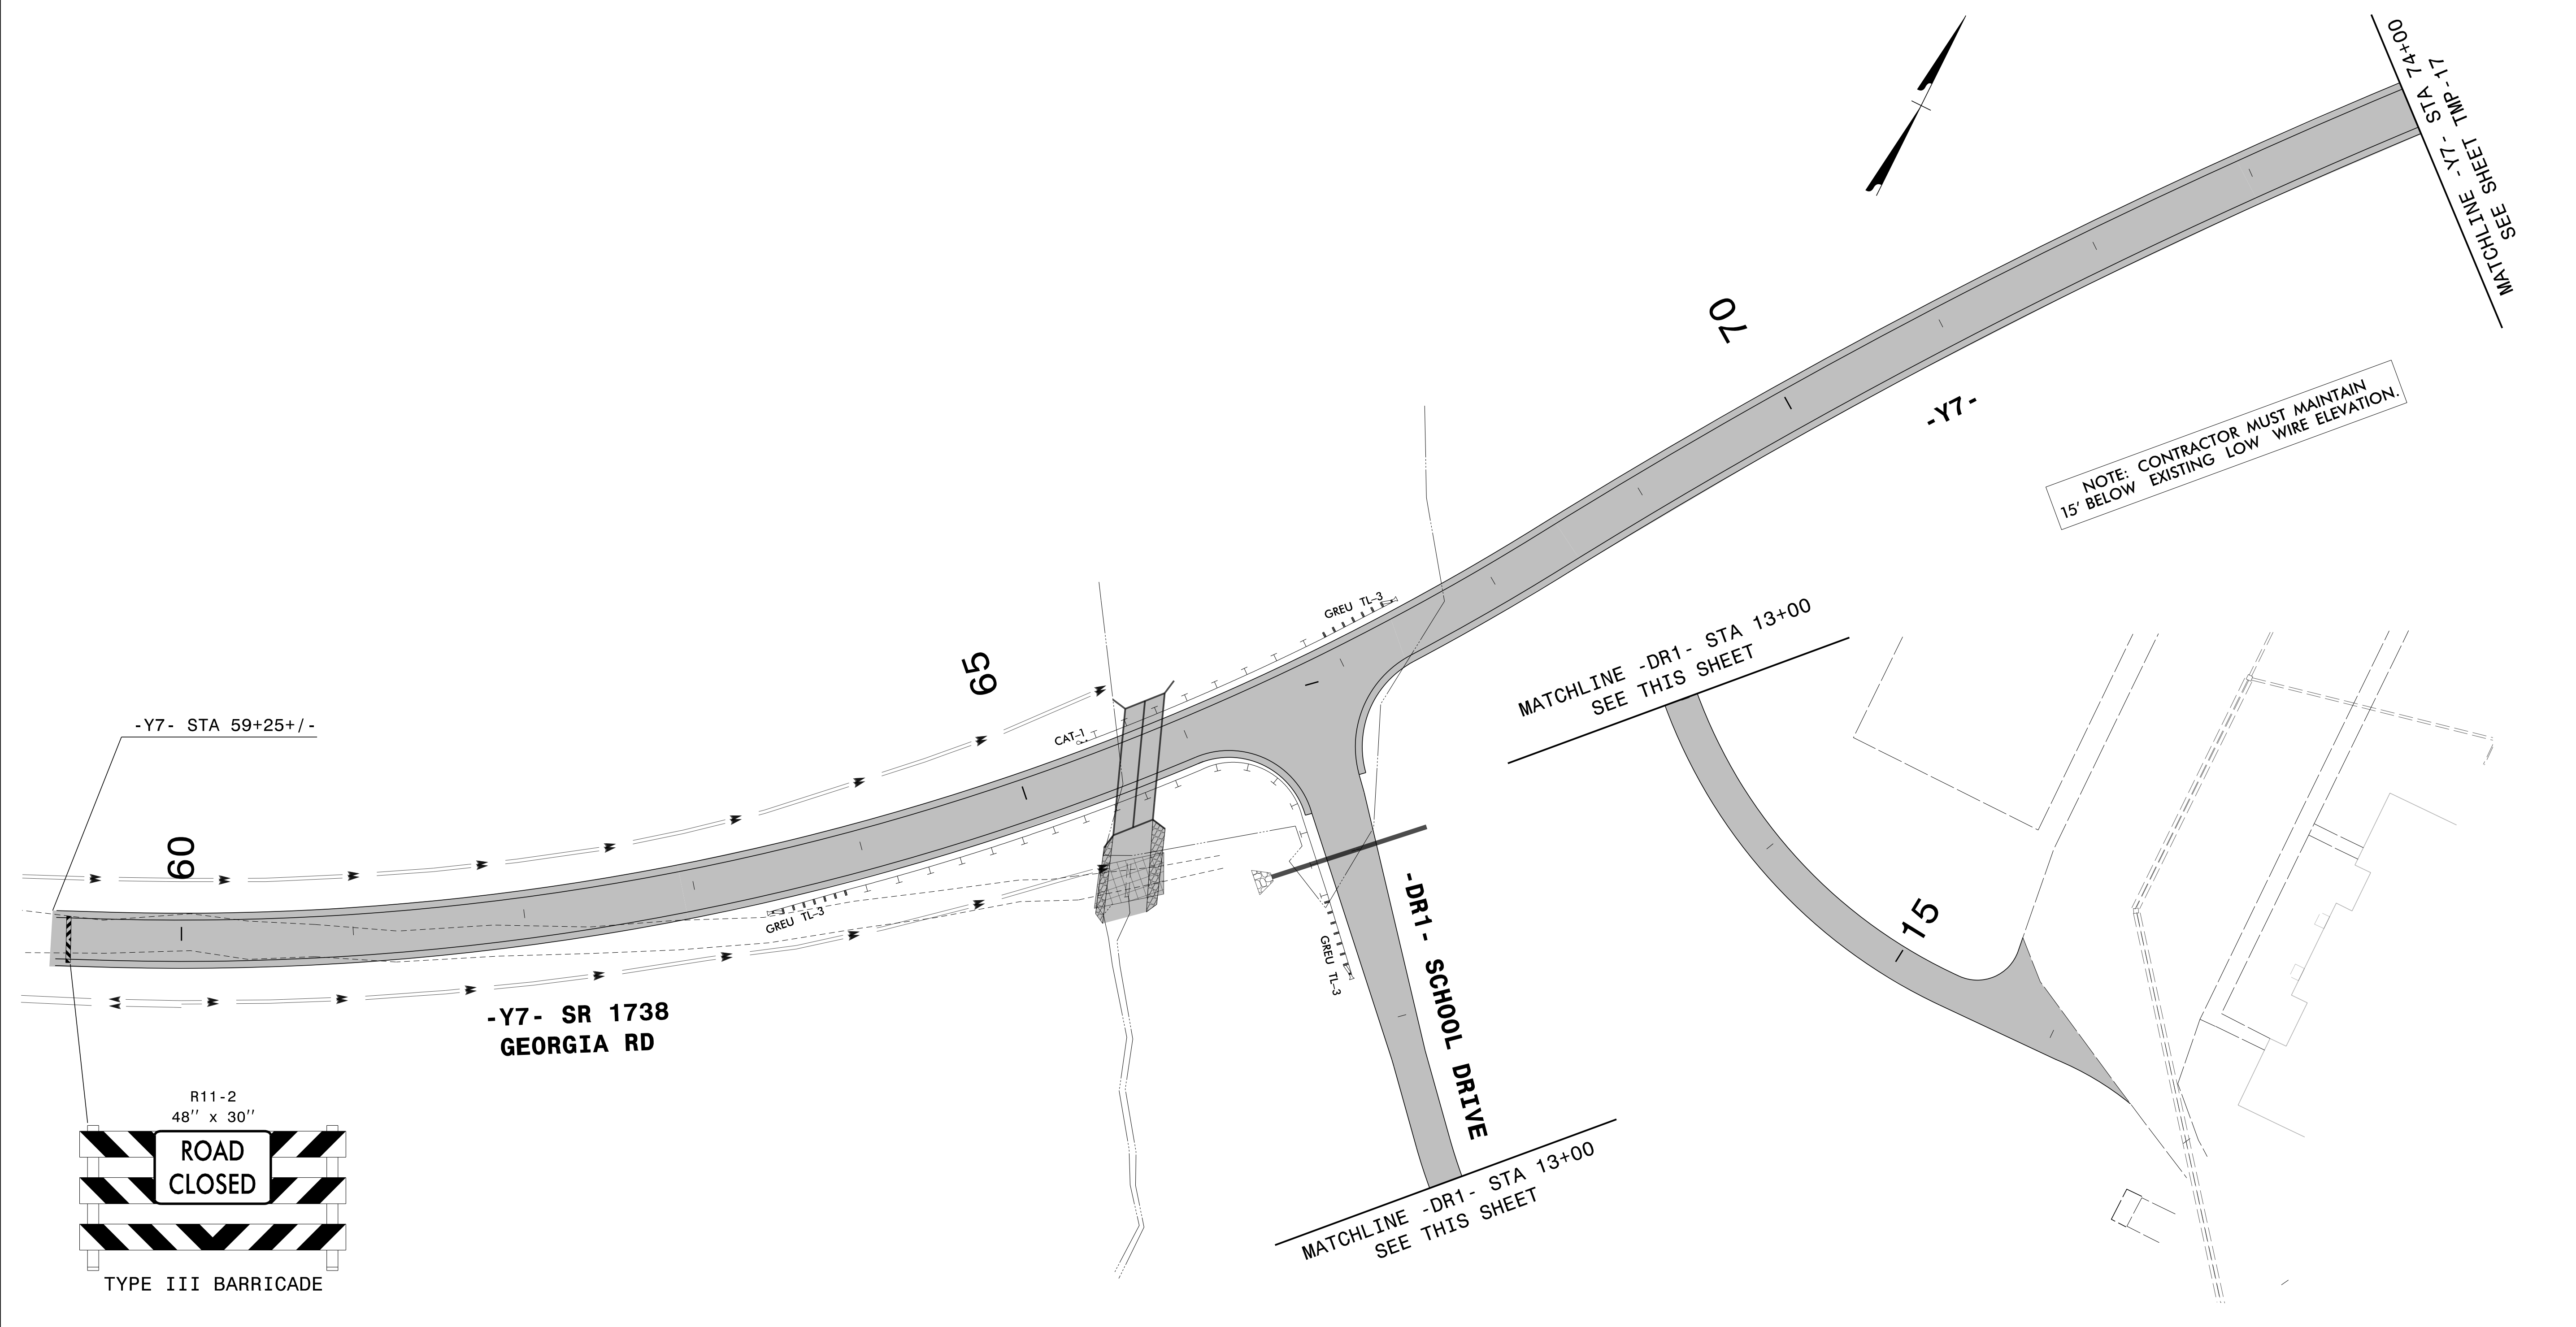 MATCHLINE -Y7- STA 74+00
SEE SHEET TMP-17
70
-Y7-
NOTE: CONTRACTOR MUST MAINTAIN
15' BELOW EXISTING LOW WIRE ELEVATION.
GREU TL-3
MATCHLINE -DR1- STA 13+00
SEE THIS SHEET
65
CAT-1
-Y7- STA 59+25+/-
60
GREU TL-3
-DR1- SCHOOL DRIVE
GREU TL-3
15
-Y7- SR 1738
GEORGIA RD
R11-2
48'' x 30''
ROAD
CLOSED
TYPE III BARRICADE
MATCHLINE -DR1- STA 13+00
SEE THIS SHEET